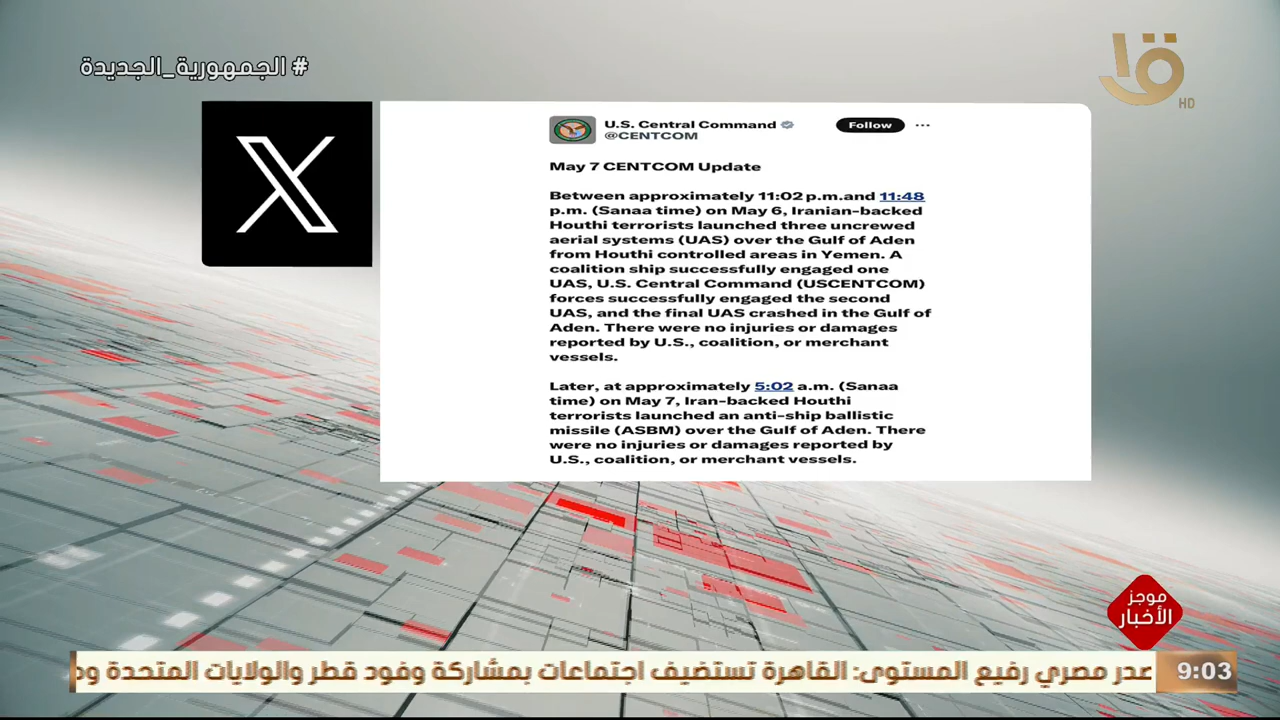 #الجمهورية_الجديدة
HD
U.S. Central Command
@CENTCOM
Follow
May 7 CENTCOM Update
Between approximately 11:02 p.m.and 11:48
p.m. (Sanaa time) on May 6, Iranian-backed
Houthi terrorists launched three uncrewed
aerial systems (UAS) over the Gulf of Aden
from Houthi controlled areas in Yemen. A
coalition ship successfully engaged one
UAS, U.S. Central Command (USCENTCOM)
forces successfully engaged the second
UAS, and the final UAS crashed in the Gulf of
Aden. There were no injuries or damages
reported by U.S., coalition, or merchant
vessels.
Later, at approximately 5:02 a.m. (Sanaa
time) on May 7, Iran-backed Houthi
terrorists launched an anti-ship ballistic
missile (ASBM) over the Gulf of Aden. There
were no injuries or damages reported by
U.S., coalition, or merchant vessels.
موجز
الأخبار
مصري رفيع المستوى: القاهرة تستضيف اجتماعات بمشاركة وفود قطر والولايات المتحدة
9:03